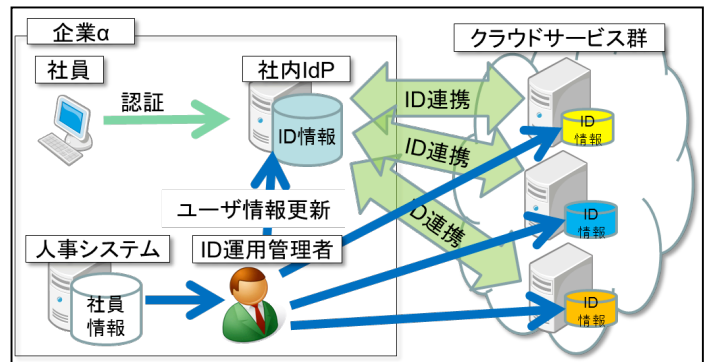 企業α
クラウドサービス群
社員
社内IdP
認証
ID連携
ID情報
ID
情報
ID連携
ユーザ情報更新
ID
情報
D連携
人事システム
ID運用管理者
社員
情報
ID
情報